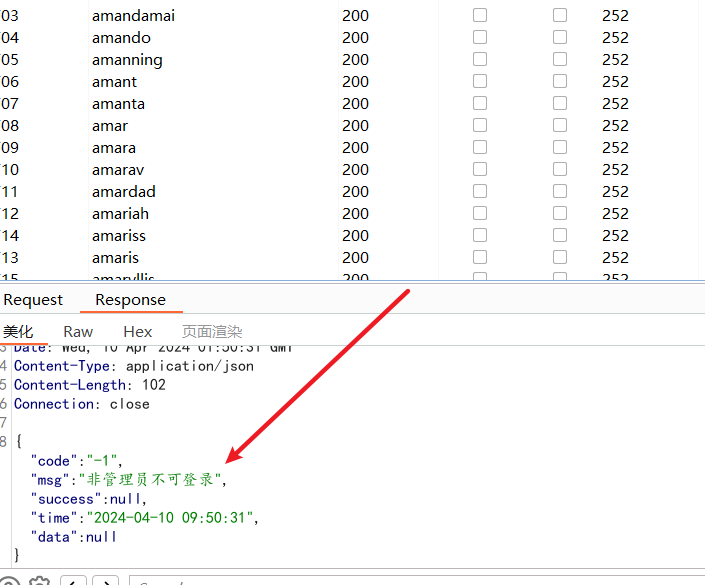 03 amandamai 200 252
04 amando 200 252
05 amanning 200 252
06 amant 200 252
07 amanta 200 252
08 amar 200 252
09 amara 200 252
10 amarav 200 252
11 amardad 200 252
12 amariah 200 252
14 amariss 200 252
13 amaris 200 252
15 amaryllis 200 252
Request Response
美化 Raw Hex 页面渲染
3 Date: Wed, 10 Apr 2024 01:50:31 GMT
4 Content-Type: application/json
5 Content-Length: 102
6 Connection: close
7
8 {
"code":"-1",
"msg":"非管理员不可登录",
"success":null,
"time":"2024-04-10 09:50:31",
"data":null
}